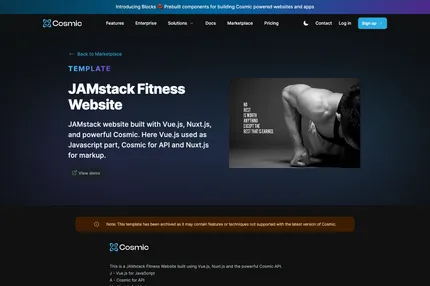 Introducing Blocks 🧱 Prebuilt components for building Cosmic powered websites and apps
Cosmic
Features
Enterprise
Solutions
Docs
Marketplace
Pricing
Contact
Log in
Sign up
← Back to Marketplace
TEMPLATE
JAMstack Fitness
Website
JAMstack website built with Vue.js, Nuxt.js,
and powerful Cosmic. Here Vue.js used as
Javascript part, Cosmic for API and Nuxt.js
for markup.
View demo
NO
REST
IS WORTH
ANYTHING
EXCEPT THE
REST THAT IS EARNED
Note: This template has been archived as it may contain features or techniques not supported with the latest version of Cosmic.
Cosmic
This is a JAMstack Fitness Website built using Vue.js, Nuxt.js and the powerful Cosmic API.
J - Vue.js for JavaScript
A - Cosmic for API